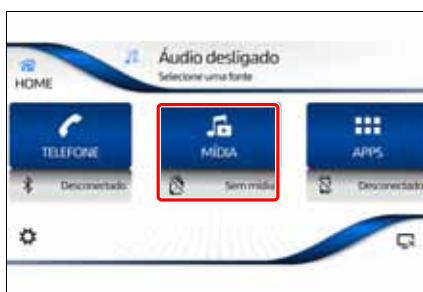 Áudio desligado
Selecione uma fonte
HOME
TELEFONE
MÍDIA
APPS
Desconectado
Sem mídia
Desconectado